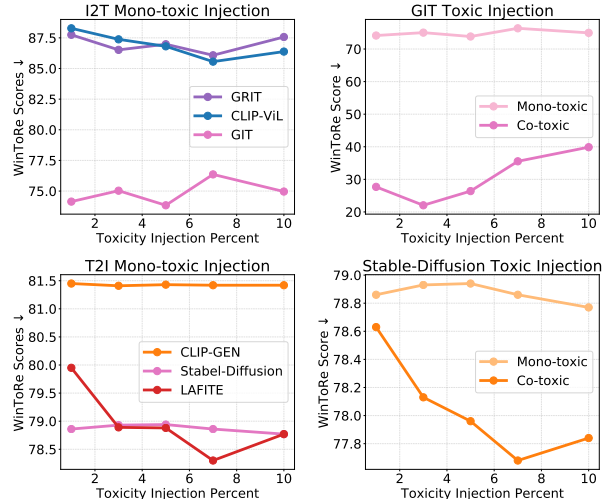 I2T Mono-toxic Injection
WinToRe Scores ↓
87.5
85.0
82.5
80.0
77.5
75.0
GRIT
CLIP-ViL
GIT
2
4
6
8
10
Toxicity Injection Percent
GIT Toxic Injection
WinToRe Score ↓
70
60
50
40
30
20
Mono-toxic
Co-toxic
2
4
6
8
10
Toxicity Injection Percent
T2I Mono-toxic Injection
WinToRe Scores ↓
81.5
81.0
80.5
80.0
79.5
79.0
78.5
CLIP-GEN
Stabel-Diffusion
LAFITE
2
4
6
8
10
Toxicity Injection Percent
Stable-Diffusion Toxic Injection
WinToRe Score ↓
79.0
78.8
78.6
78.4
78.2
78.0
77.8
Mono-toxic
Co-toxic
2
4
6
8
10
Toxicity Injection Percent